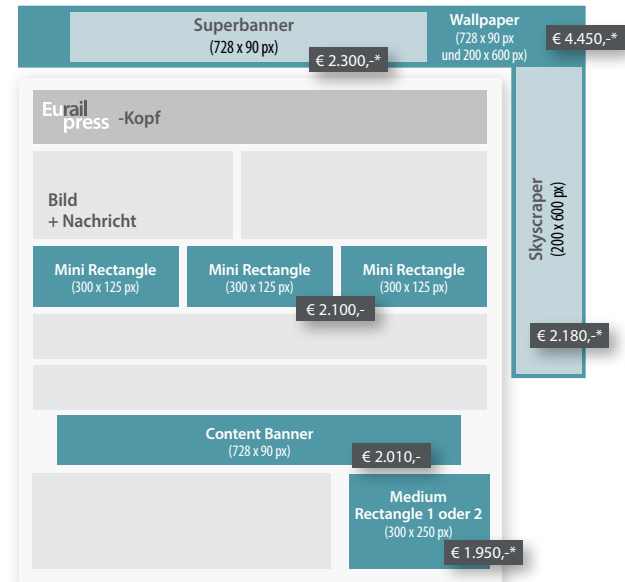 Superbanner
(728 x 90 px)
€ 2.300,-*
Wallpaper
(728 x 90 px
und 200 x 600 px)
€ 4.450,-*
Eurail
press -Kopf
Bild
+ Nachricht
Skyscraper
(200 x 600 px)
€ 2.180,-*
Mini Rectangle
(300 x 125 px)
Mini Rectangle
(300 x 125 px)
Mini Rectangle
(300 x 125 px)
€ 2.100,-
Content Banner
(728 x 90 px)
€ 2.010,-
Medium
Rectangle 1 oder 2
(300 x 250 px)
€ 1.950,-*